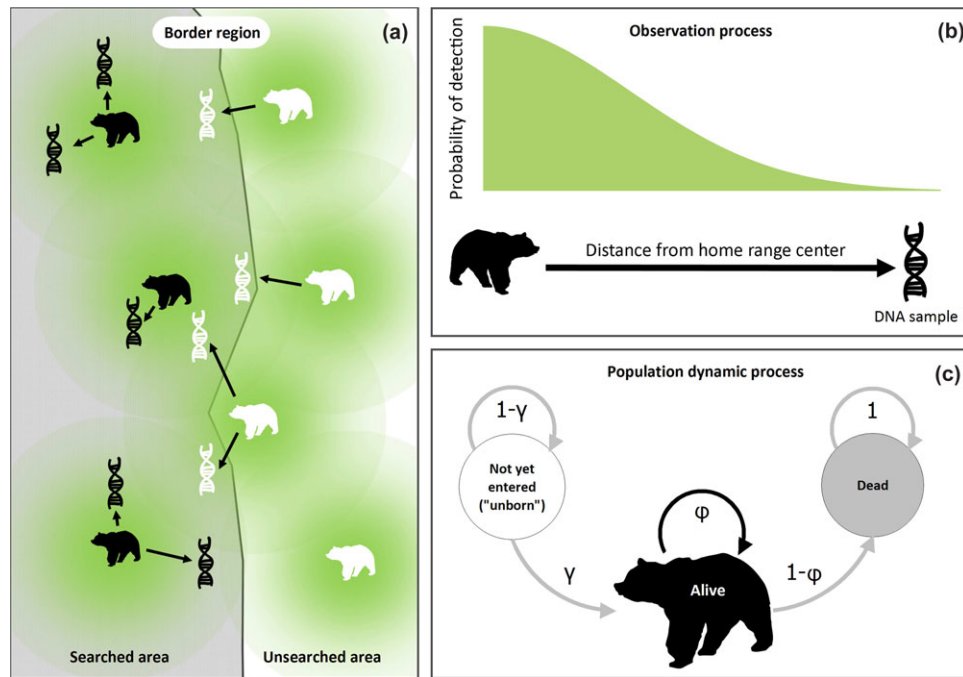 Border region
(a)
Searched area
Unsearched area
Observation process
(b)
Probability of detection
Distance from home range center
DNA sample
Population dynamic process
(c)
1-γ
Not yet
entered
("unborn")
γ
φ
Alive
1-φ
1
Dead